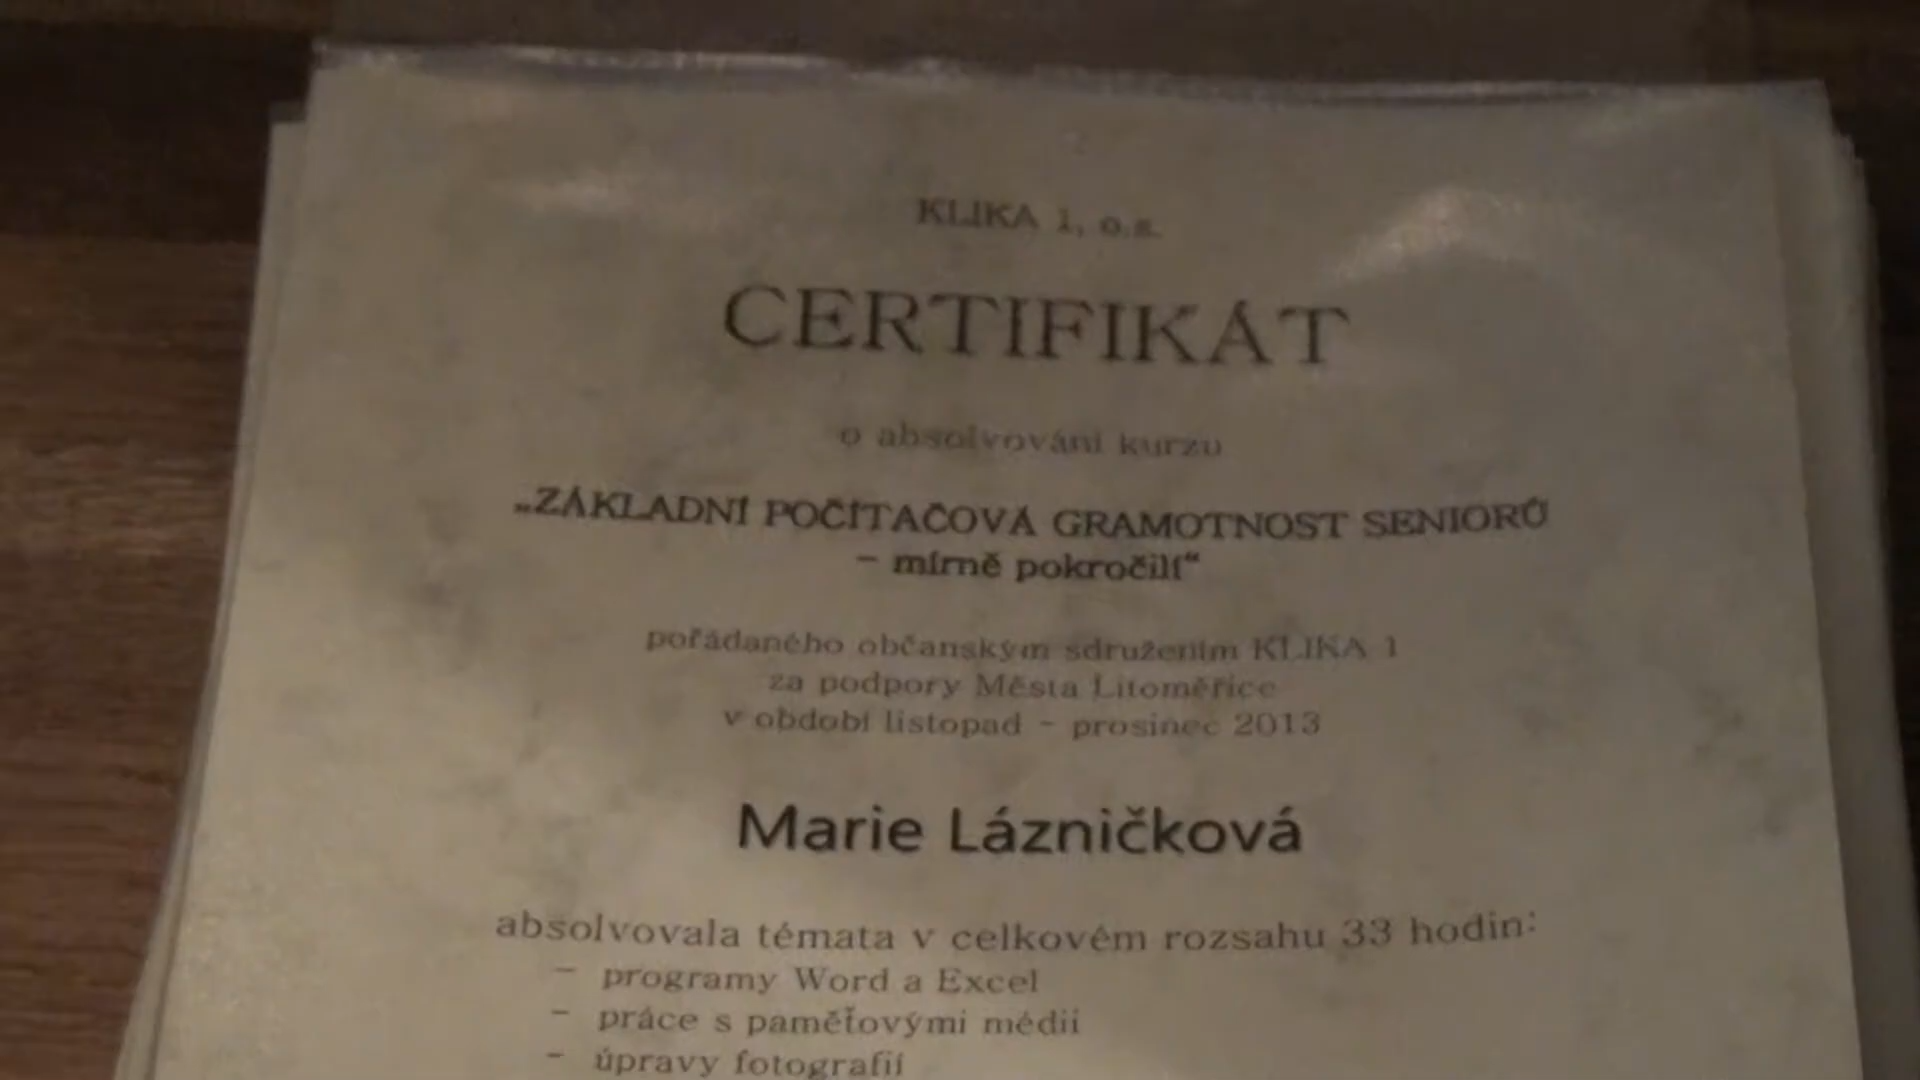 KLIKA 1, o.s.
CERTIFIKÁT
o absolvování kurzu
„ZÁKLADNÍ POČÍTAČOVÁ GRAMOTNOST SENIORŮ
– mírně pokročilí“
pořádaného občanským sdružením KLIKA 1
za podpory Města Litoměřice
v období listopad - prosinec 2013
Marie Lázničková
absolvovala témata v celkovém rozsahu 33 hodin:
- programy Word a Excel
- práce s paměťovými médii
- úpravy fotografií